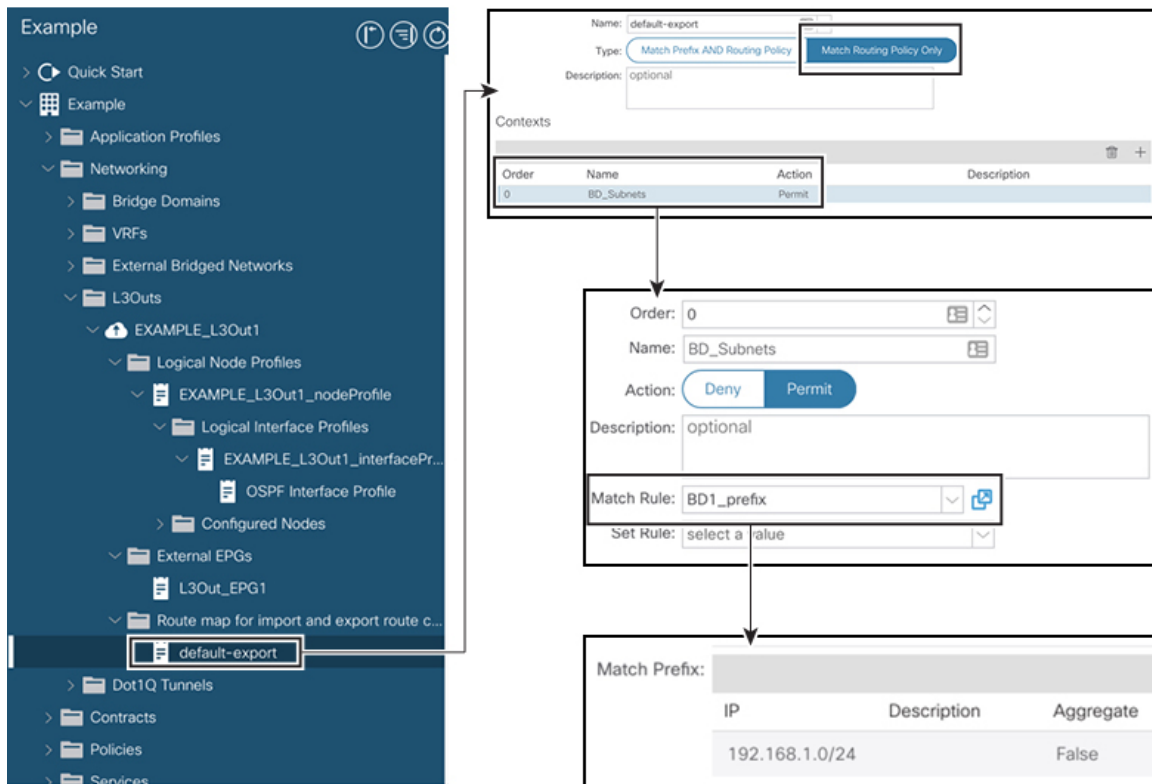 Example
Quick Start
Example
Application Profiles
Networking
Bridge Domains
VRFs
External Bridged Networks
L3Outs
EXAMPLE_L3Out1
Logical Node Profiles
EXAMPLE_L3Out1_nodeProfile
Logical Interface Profiles
EXAMPLE_L3Out1_interfacePr...
OSPF Interface Profile
Configured Nodes
External EPGs
L3Out_EPG1
Route map for import and export route c...
default-export
Dot1Q Tunnels
Contracts
Policies
Services
Name: default-export
Type: Match Prefix AND Routing Policy Match Routing Policy Only
Description: optional
Contexts
Order Name Action Description
0 BD_Subnets Permit
Order: 0
Name: BD_Subnets
Action: Deny Permit
Description: optional
Match Rule: BD1_prefix
Set Rule: select a value
Match Prefix:
IP Description Aggregate
192.168.1.0/24 False